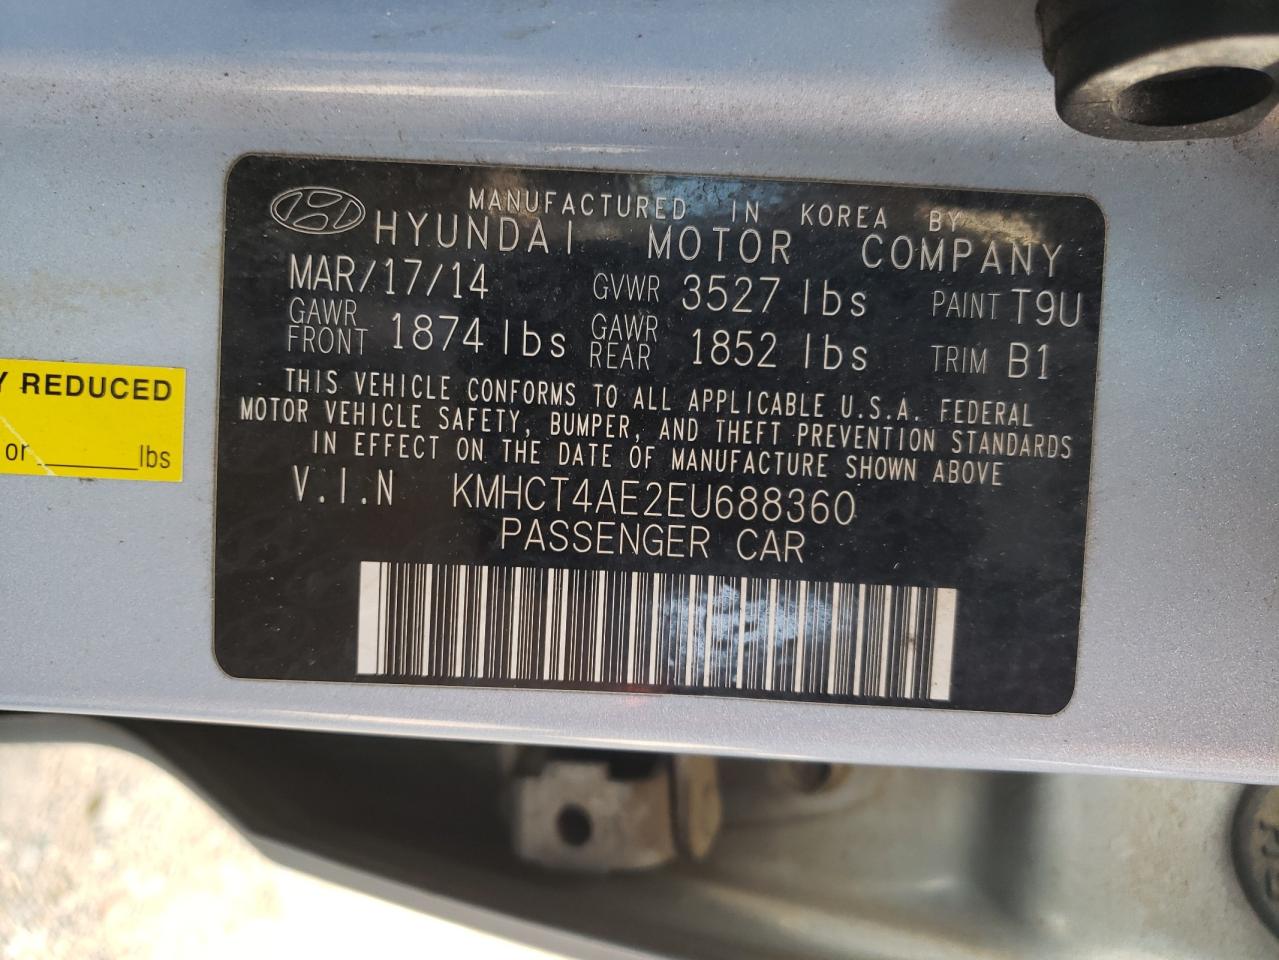 MANUFACTURED IN KOREA BY
HYUNDAI MOTOR COMPANY
MAR/17/14 GVWR 3527 lbs PAINT T9U
GAWR FRONT 1874 lbs GAWR REAR 1852 lbs TRIM B1
THIS VEHICLE CONFORMS TO ALL APPLICABLE U.S.A. FEDERAL
MOTOR VEHICLE SAFETY, BUMPER, AND THEFT PREVENTION STANDARDS
IN EFFECT ON THE DATE OF MANUFACTURE SHOWN ABOVE
V.I.N KMHCT4AE2EU688360
PASSENGER CAR
Y REDUCED
or ______lbs